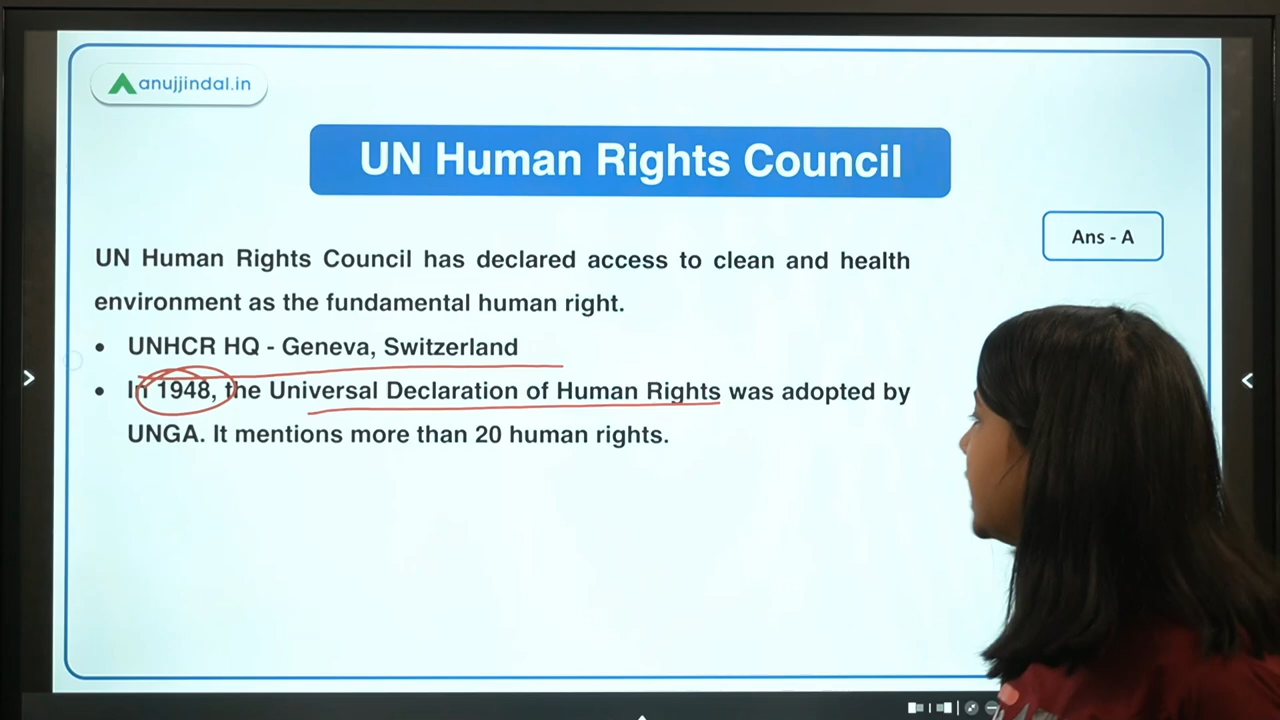 anujjindal.in
UN Human Rights Council
Ans - A
UN Human Rights Council has declared access to clean and health
environment as the fundamental human right.
• UNHCR HQ - Geneva, Switzerland
• In 1948, the Universal Declaration of Human Rights was adopted by
UNGA. It mentions more than 20 human rights.